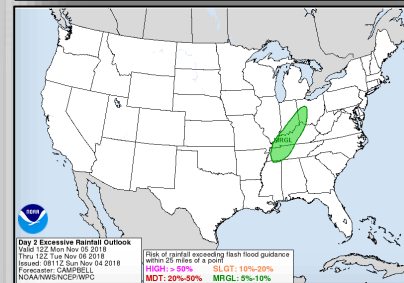 MRGL
NOAA
Day 2 Excessive Rainfall Outlook
Valid 12Z Mon Nov 05 2018
Thru 12Z Tue Nov 06 2018
Issued: 0811Z Sun Nov 04 2018
Forecaster: CAMPBELL
NOAA/NWS/NCEP/WPC
Risk of rainfall exceeding flash flood guidance
within 25 miles of a point
HIGH: > 50% SLGT: 10%-20%
MDT: 20%-50% MRGL: 5%-10%